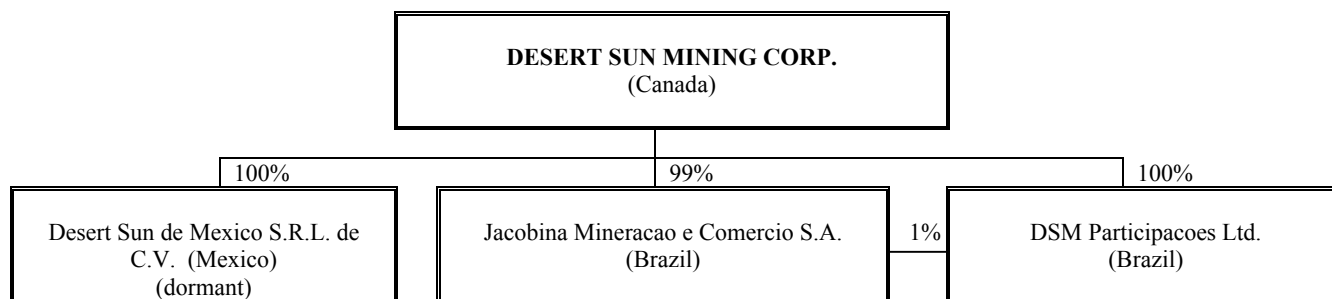 DESERT SUN MINING CORP.
(Canada)
100%
99%
100%
Desert Sun de Mexico S.R.L. de
C.V. (Mexico)
(dormant)
Jacobina Mineracao e Comercio S.A.
(Brazil)
1%
DSM Participacoes Ltd.
(Brazil)